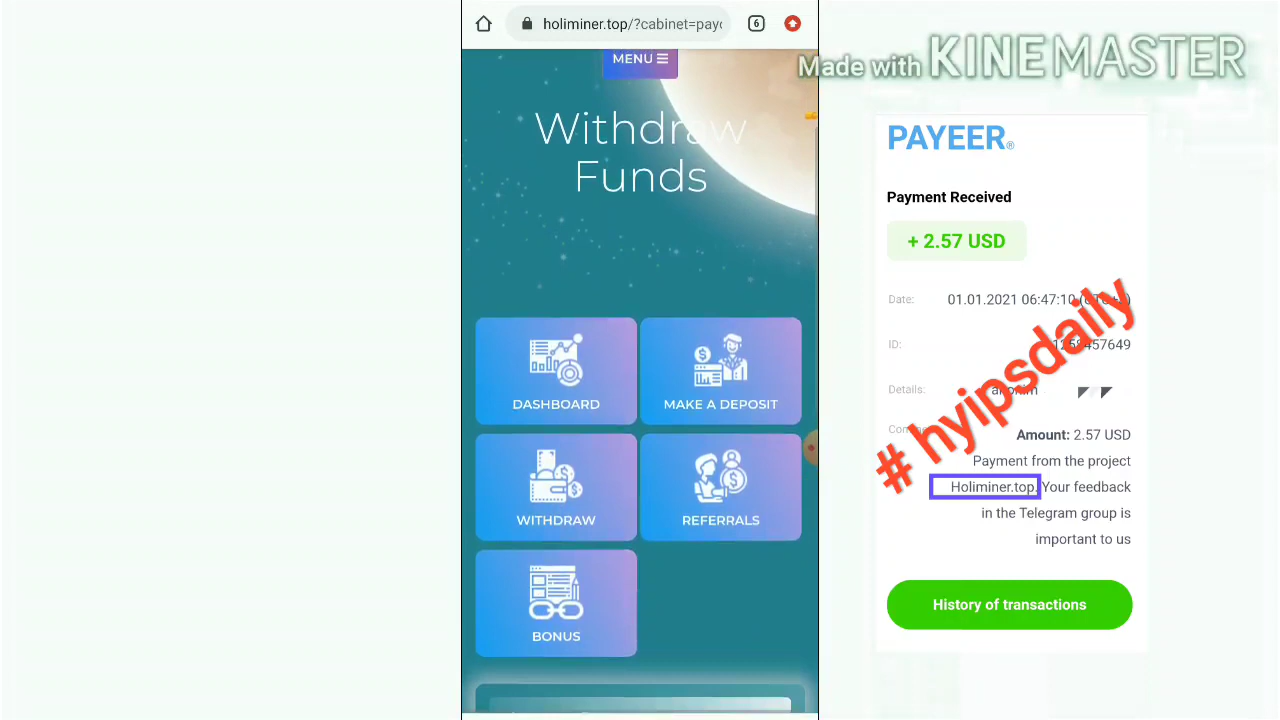 holiminer.top/?cabinet=payo
6
MENU
Withdraw
Funds
DASHBOARD
MAKE A DEPOSIT
WITHDRAW
REFERRALS
BONUS
Made with KINEMASTER
PAYEER®
Payment Received
+ 2.57 USD
Date: 01.01.2021 06:47:10
ID:
Details:
Amount: 2.57 USD
Payment from the project
Holiminer.top. Your feedback
in the Telegram group is
important to us
# hyipsdaily
History of transactions